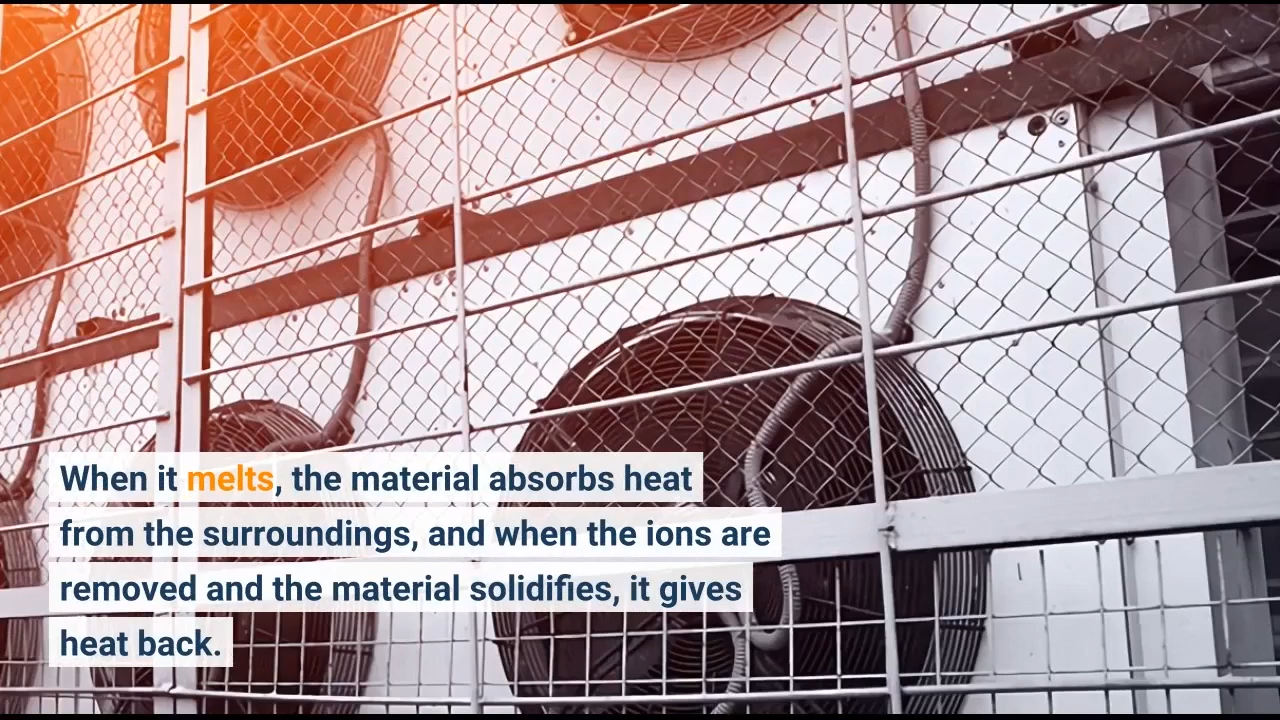 When it melts, the material absorbs heat
from the surroundings, and when the ions are
removed and the material solidifies, it gives
heat back.